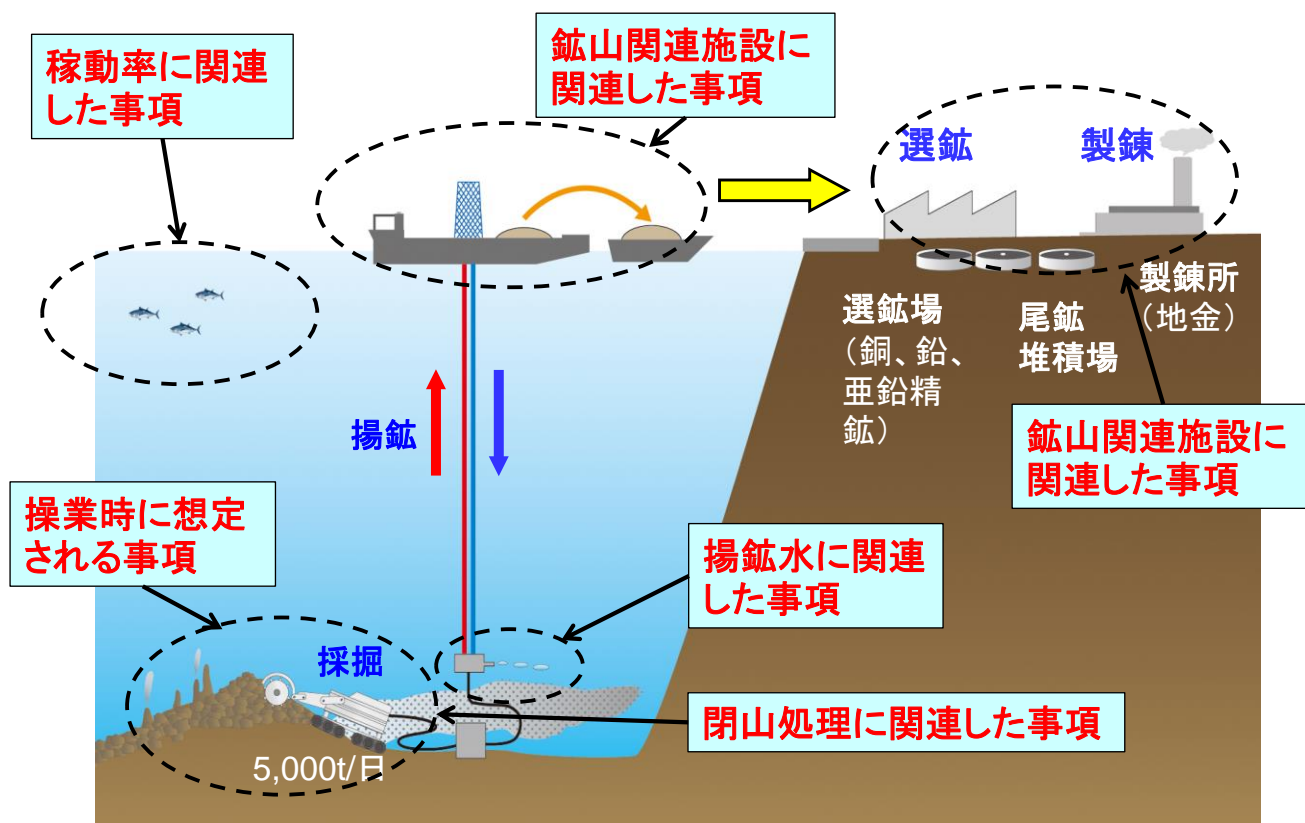 稼動率に関連
した事項
鉱山関連施設に
関連した事項
選鉱
製錬
選鉱場
（銅、鉛、
亜鉛精
鉱）
尾鉱
堆積場
製錬所
（地金）
鉱山関連施設に
関連した事項
揚鉱
操業時に想定
される事項
揚鉱水に関連
した事項
採掘
閉山処理に関連した事項
5,000t/日